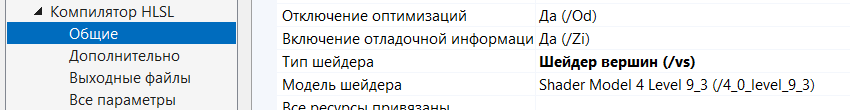 Компилятор HLSL
Общие
Дополнительно
Выходные файлы
Все параметры
Отключение оптимизаций Да (/Od)
Включение отладочной информаци Да (/Zi)
Тип шейдера Шейдер вершин (/vs)
Модель шейдера Shader Model 4 Level 9_3 (/4_0_level_9_3)
Все ресурсы привязаны